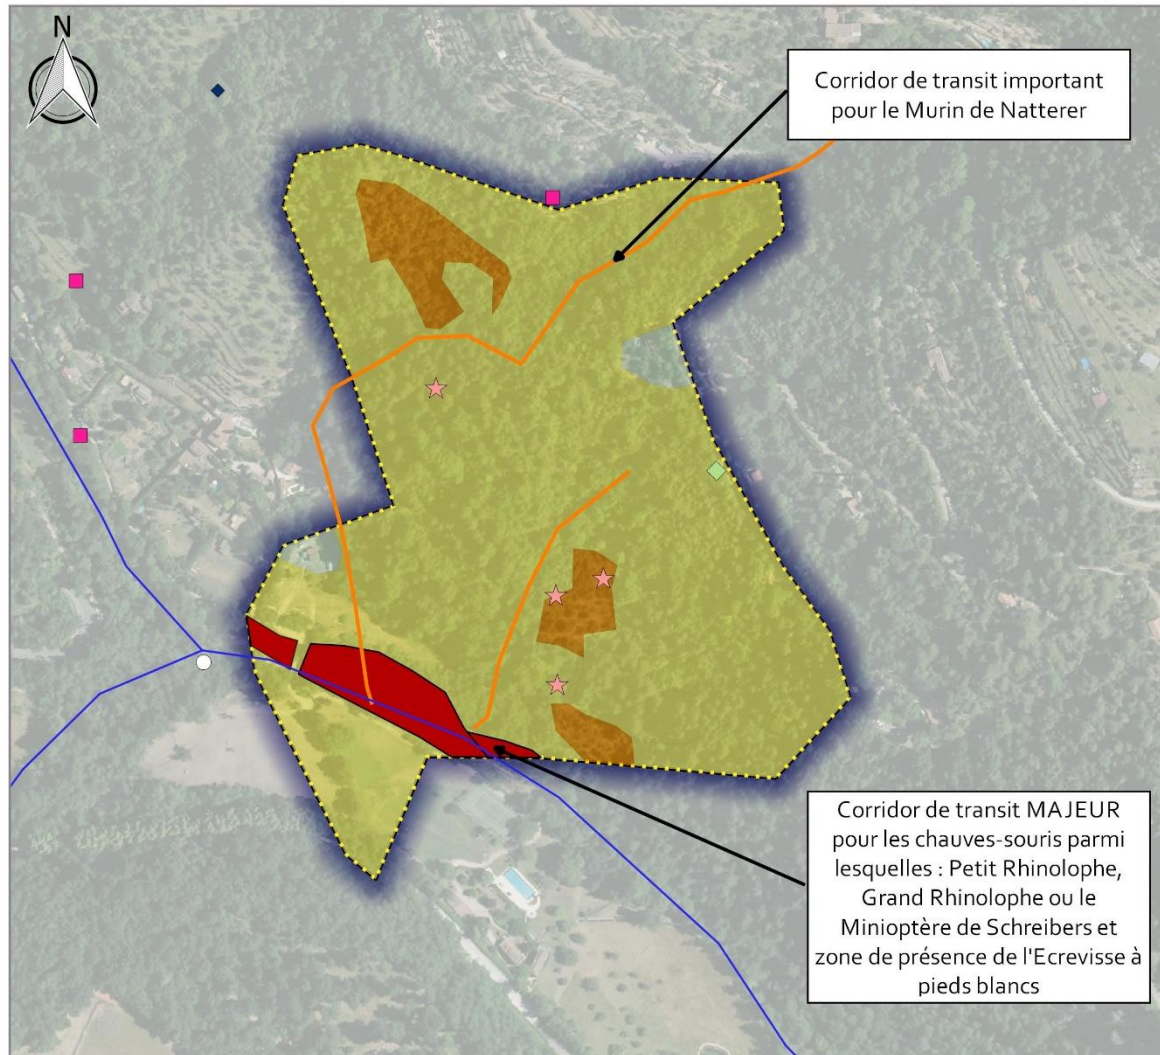 N
Corridor de transit important
pour le Murin de Natterer
Corridor de transit MAJEUR
pour les chauves-souris parmi
lesquelles : Petit Rhinolophe,
Grand Rhinolophe ou le
Minioptère de Schreibers et
zone de présence de l'Ecrevisse à
pieds blancs